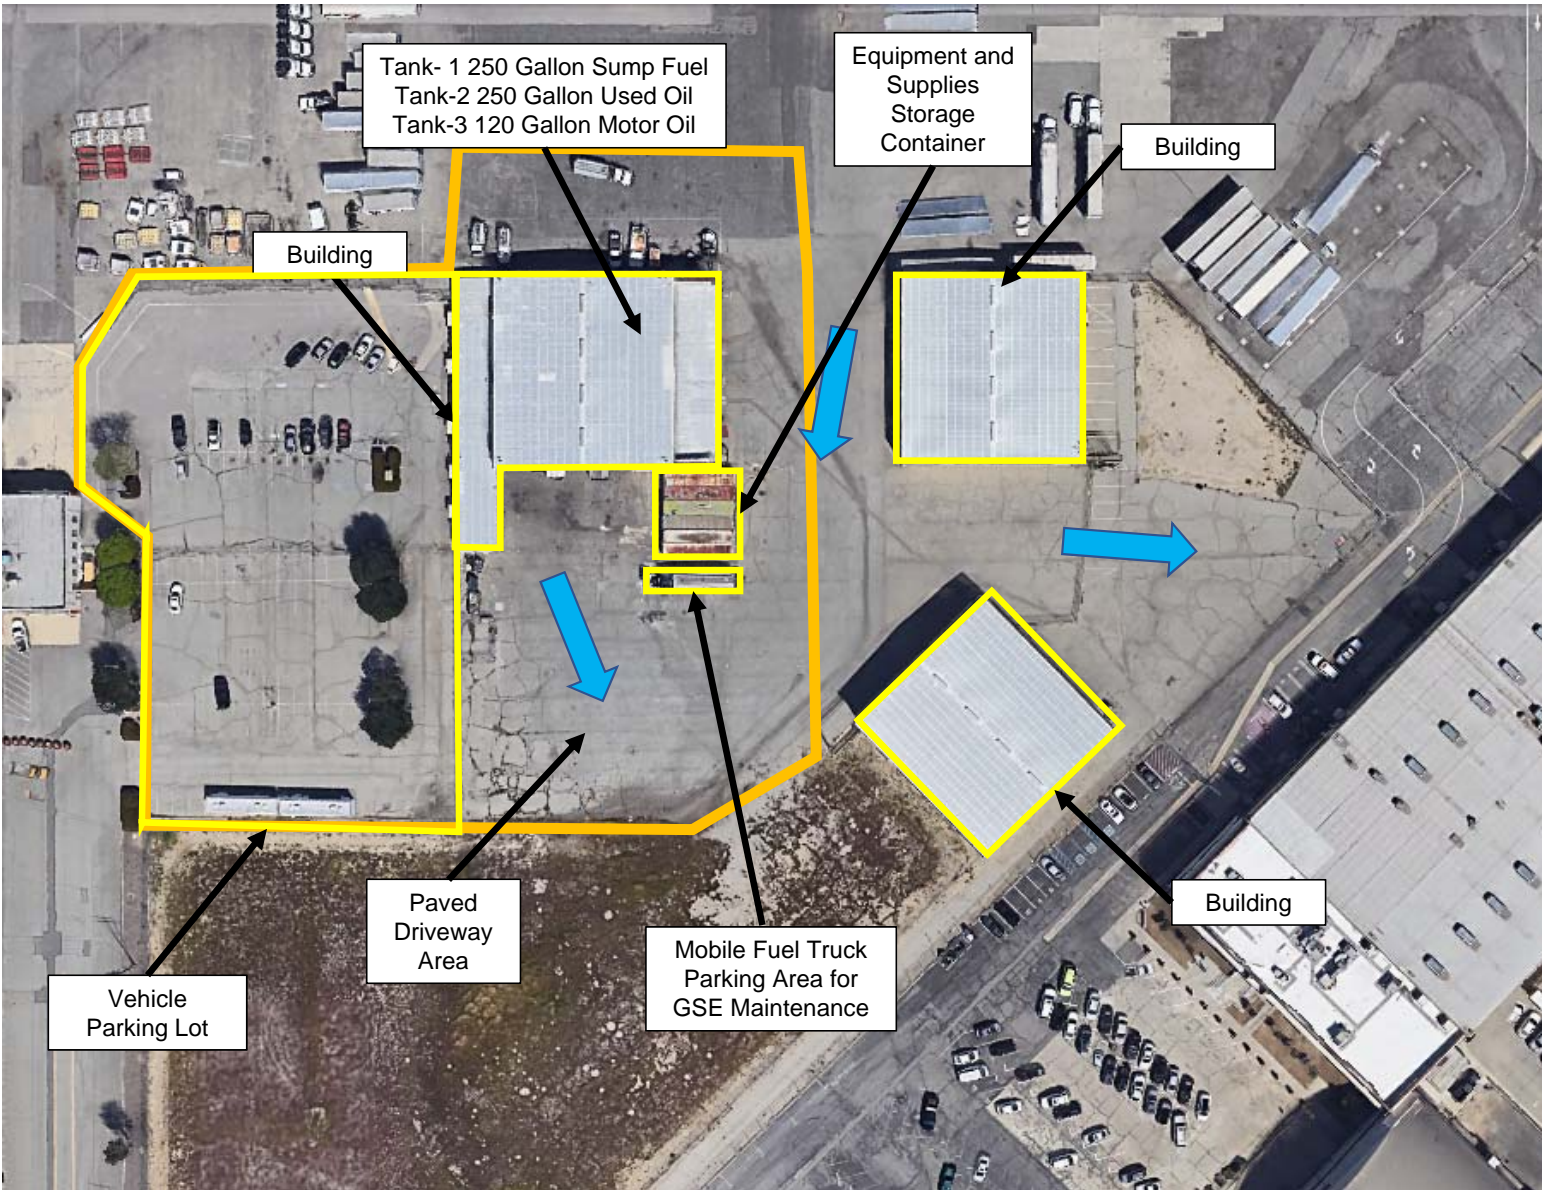 Tank- 1 250 Gallon Sump Fuel
Tank-2 250 Gallon Used Oil
Tank-3 120 Gallon Motor Oil
Equipment and
Supplies
Storage
Container
Building
Building
Building
Paved
Driveway
Area
Mobile Fuel Truck
Parking Area for
GSE Maintenance
Vehicle
Parking Lot